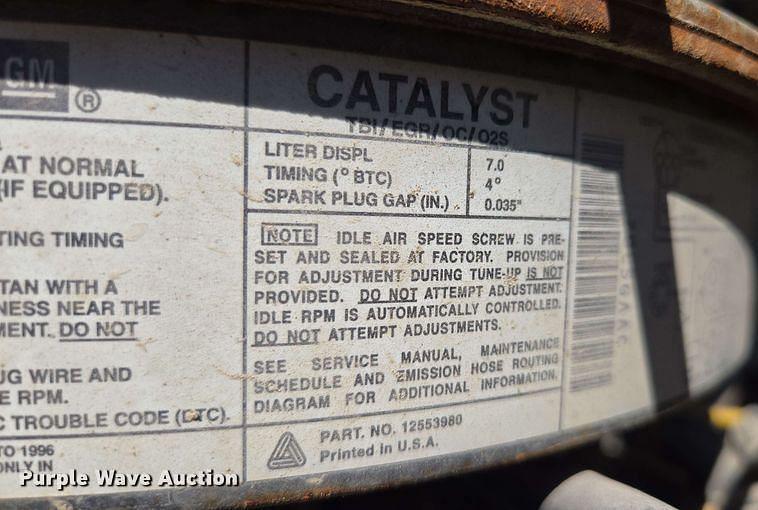 GM ®
AT NORMAL
(IF EQUIPPED).
TING TIMING
TAN WITH A
NESS NEAR THE
MENT. DO NOT
UG WIRE AND
E RPM.
C TROUBLE CODE (DTC).
TO 1996
ONLY IN
CATALYST
TBI/EGR/OC/O2S
LITER DISPL 7.0
TIMING (° BTC) 4°
SPARK PLUG GAP (IN.) 0.035"
NOTE IDLE AIR SPEED SCREW IS PRE-
SET AND SEALED AT FACTORY. PROVISION
FOR ADJUSTMENT DURING TUNE-UP IS NOT
PROVIDED. DO NOT ATTEMPT ADJUSTMENT.
IDLE RPM IS AUTOMATICALLY CONTROLLED.
DO NOT ATTEMPT ADJUSTMENTS.
SEE SERVICE MANUAL, MAINTENANCE
SCHEDULE AND EMISSION HOSE ROUTING
DIAGRAM FOR ADDITIONAL INFORMATION.
PART. NO. 12553980
Printed in U.S.A.
Purple Wave Auction